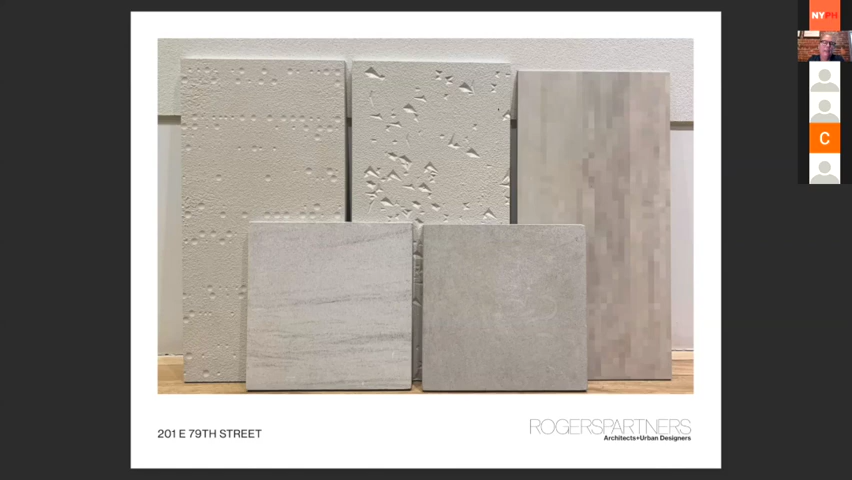 NYPH
C
201 E 79TH STREET
ROGERSPARTNERS
Architects+Urban Designers